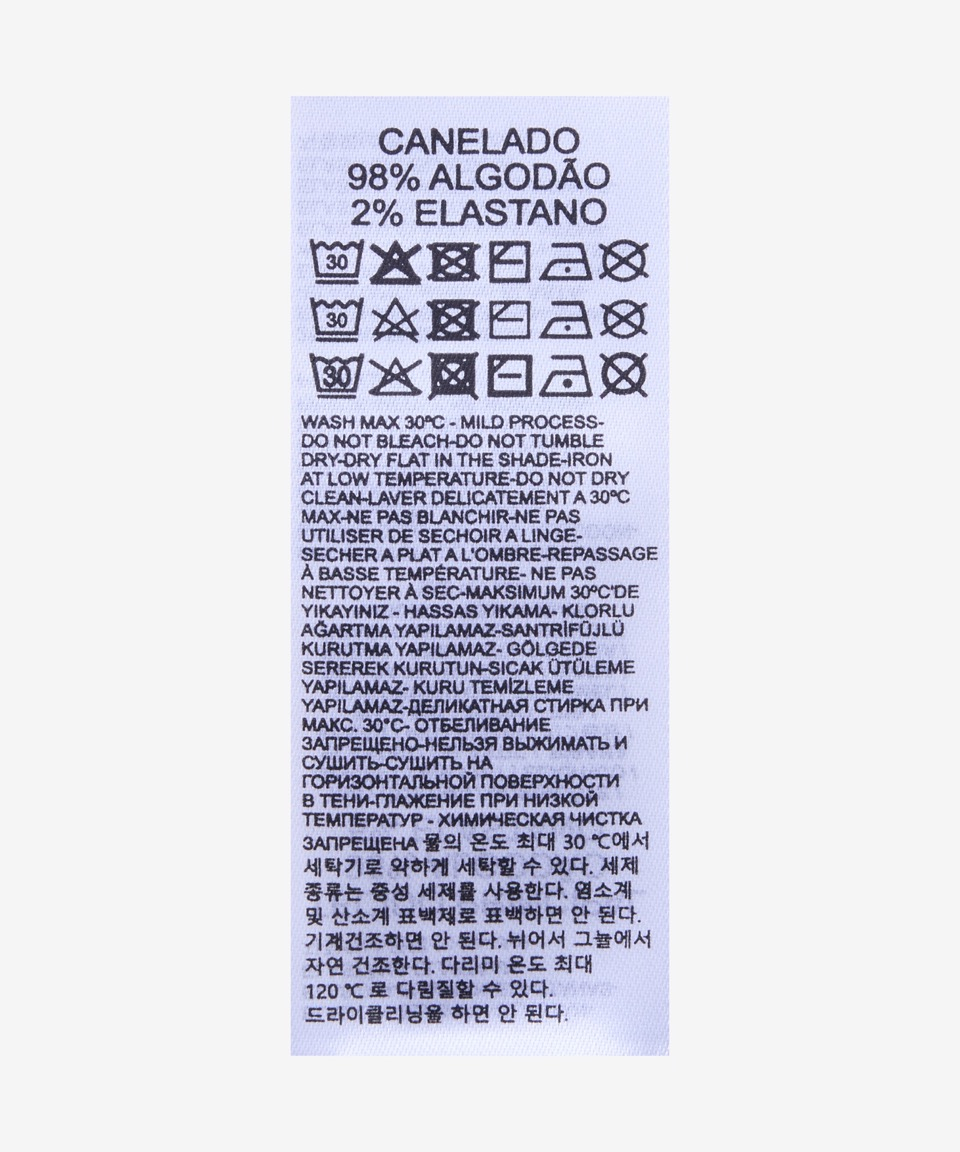 CANELADO
98% ALGODÃO
2% ELASTANO
30
30
30
WASH MAX 30ºC - MILD PROCESS-
DO NOT BLEACH-DO NOT TUMBLE
DRY-DRY FLAT IN THE SHADE-IRON
AT LOW TEMPERATURE-DO NOT DRY
CLEAN-LAVER DELICATEMENT A 30ºC
MAX-NE PAS BLANCHIR-NE PAS
UTILISER DE SECHOIR A LINGE-
SECHER A PLAT A L'OMBRE-REPASSAGE
À BASSE TEMPÉRATURE- NE PAS
NETTOYER À SEC-MAKSIMUM 30ºC'DE
YIKAYINIZ - HASSAS YIKAMA- KLORLU
AĞARTMA YAPILAMAZ-SANTRİFÜJLÜ
KURUTMA YAPILAMAZ- GÖLGEDE
SEREREK KURUTUN-SICAK ÜTÜLEME
YAPILAMAZ- KURU TEMİZLEME
YAPILAMAZ-ДЕЛИКАТНАЯ СТИРКА ПРИ
МАКС. 30°C- ОТБЕЛИВАНИЕ
ЗАПРЕЩЕНО-НЕЛЬЗЯ ВЫЖИМАТЬ И
СУШИТЬ-СУШИТЬ НА
ГОРИЗОНТАЛЬНОЙ ПОВЕРХНОСТИ
В ТЕНИ-ГЛАЖЕНИЕ ПРИ НИЗКОЙ
ТЕМПЕРАТУР - ХИМИЧЕСКАЯ ЧИСТКА
ЗАПРЕЩЕНА 물의 온도 최대 30 ℃에서
세탁기로 약하게 세탁할 수 있다. 세제
종류는 중성 세제를 사용한다. 염소계
및 산소계 표백제로 표백하면 안 된다.
기계건조하면 안 된다. 뉘어서 그늘에서
자연 건조한다. 다리미 온도 최대
120 ℃ 로 다림질할 수 있다.
드라이클리닝을 하면 안 된다.